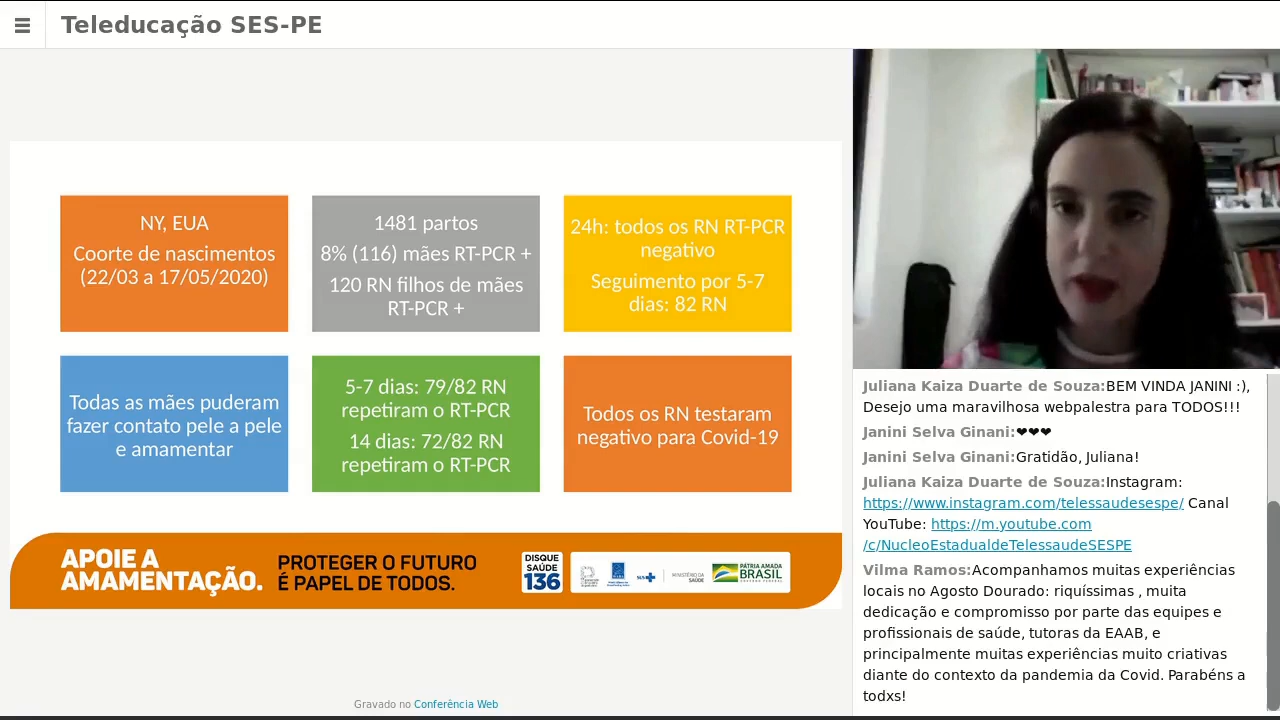 Teleducação SES-PE
NY, EUA
Coorte de nascimentos
(22/03 a 17/05/2020)
1481 partos
8% (116) mães RT-PCR +
120 RN filhos de mães
RT-PCR +
24h: todos os RN RT-PCR
negativo
Seguimento por 5-7
dias: 82 RN
Todas as mães puderam
fazer contato pele a pele
e amamentar
5-7 dias: 79/82 RN
repetiram o RT-PCR
14 dias: 72/82 RN
repetiram o RT-PCR
Todos os RN testaram
negativo para Covid-19
APOIE A
AMAMENTAÇÃO.
PROTEGER O FUTURO
É PAPEL DE TODOS.
DISQUE
SAÚDE
136
SUS
MINISTÉRIO DA
SAÚDE
PÁTRIA AMADA
BRASIL
GOVERNO FEDERAL
Gravado no Conferência Web
Juliana Kaiza Duarte de Souza:BEM VINDA JANINI :),
Desejo uma maravilhosa webpalestra para TODOS!!!
Janini Selva Ginani:❤❤❤
Janini Selva Ginani:Gratidão, Juliana!
Juliana Kaiza Duarte de Souza:Instagram:
https://www.instagram.com/telessaudesespe/ Canal
YouTube: https://m.youtube.com
/c/NucleoEstadualdeTelessaudeSESPE
Vilma Ramos:Acompanhamos muitas experiências
locais no Agosto Dourado: riquíssimas , muita
dedicação e compromisso por parte das equipes e
profissionais de saúde, tutoras da EAAB, e
principalmente muitas experiências muito criativas
diante do contexto da pandemia da Covid. Parabéns a
todxs!